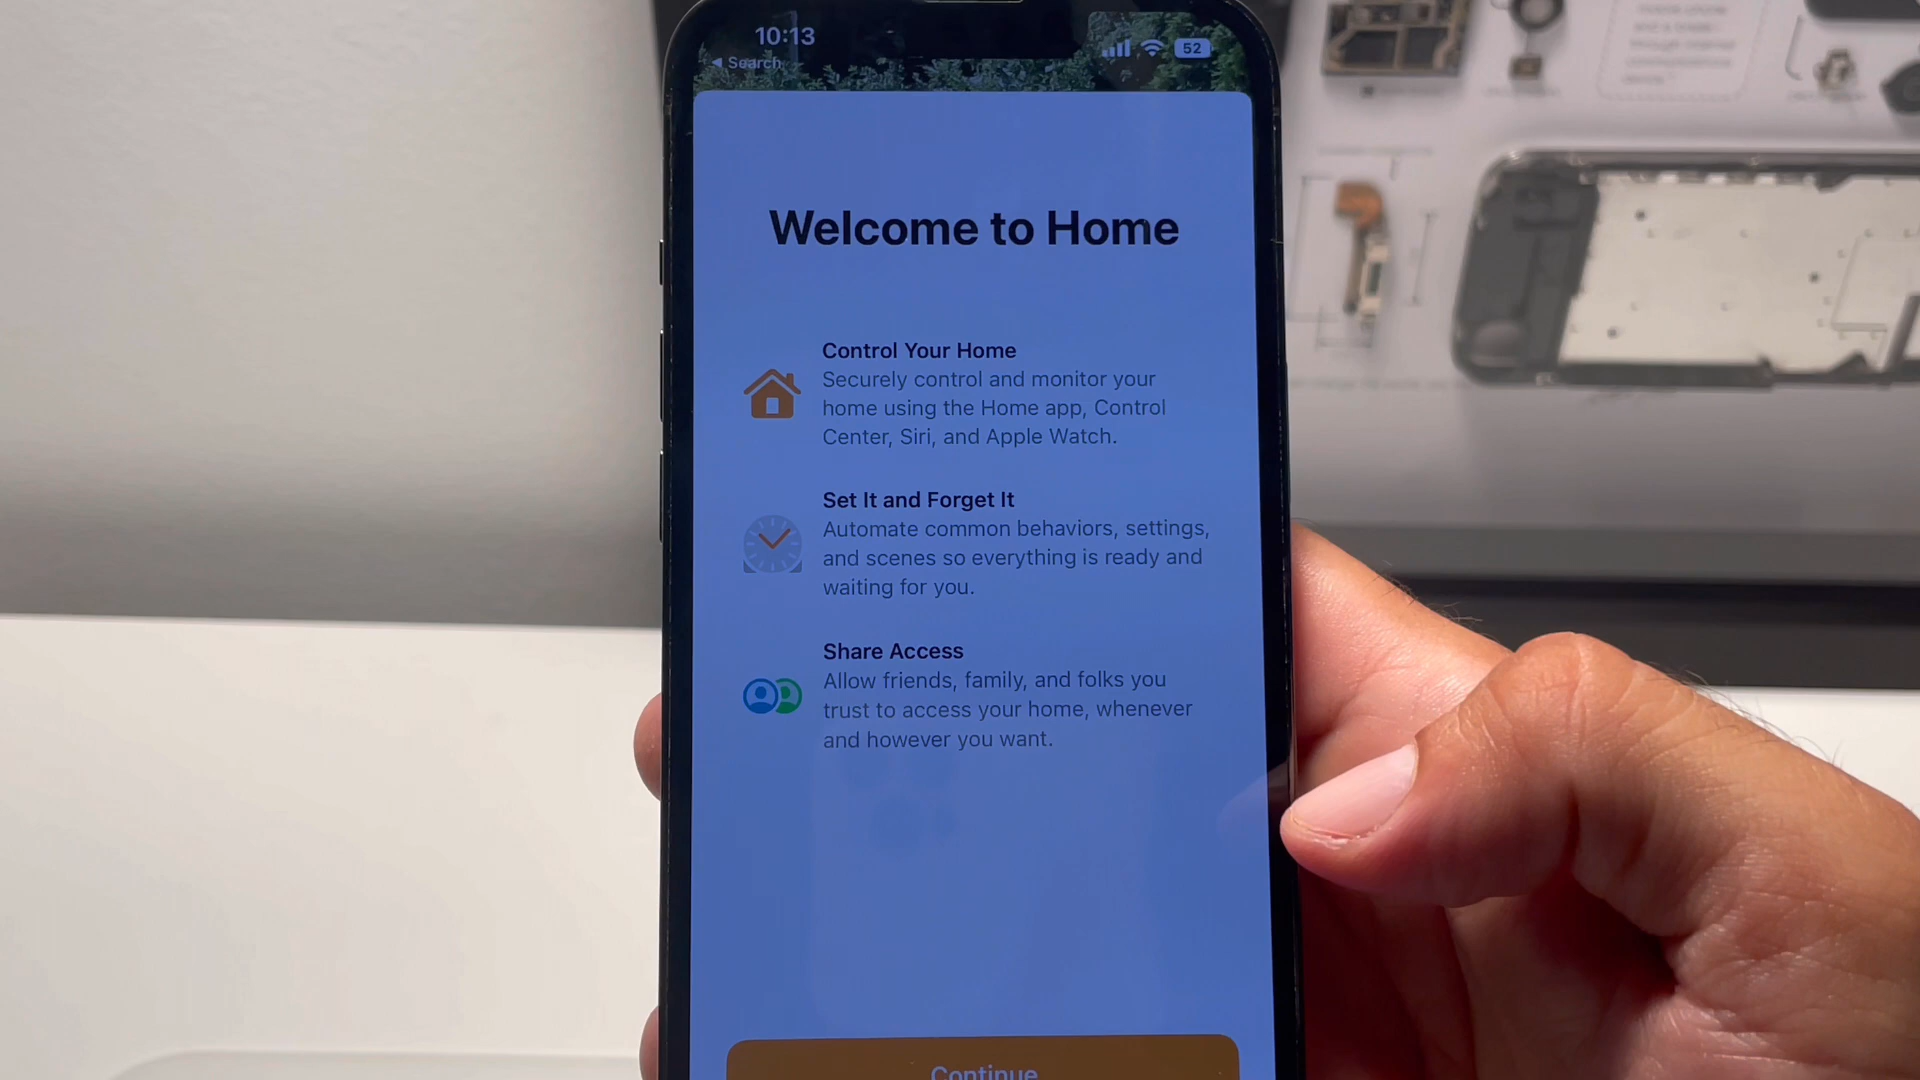 10:13
52
Search
Welcome to Home
Control Your Home
Securely control and monitor your
home using the Home app, Control
Center, Siri, and Apple Watch.
Set It and Forget It
Automate common behaviors, settings,
and scenes so everything is ready and
waiting for you.
Share Access
Allow friends, family, and folks you
trust to access your home, whenever
and however you want.
Continue